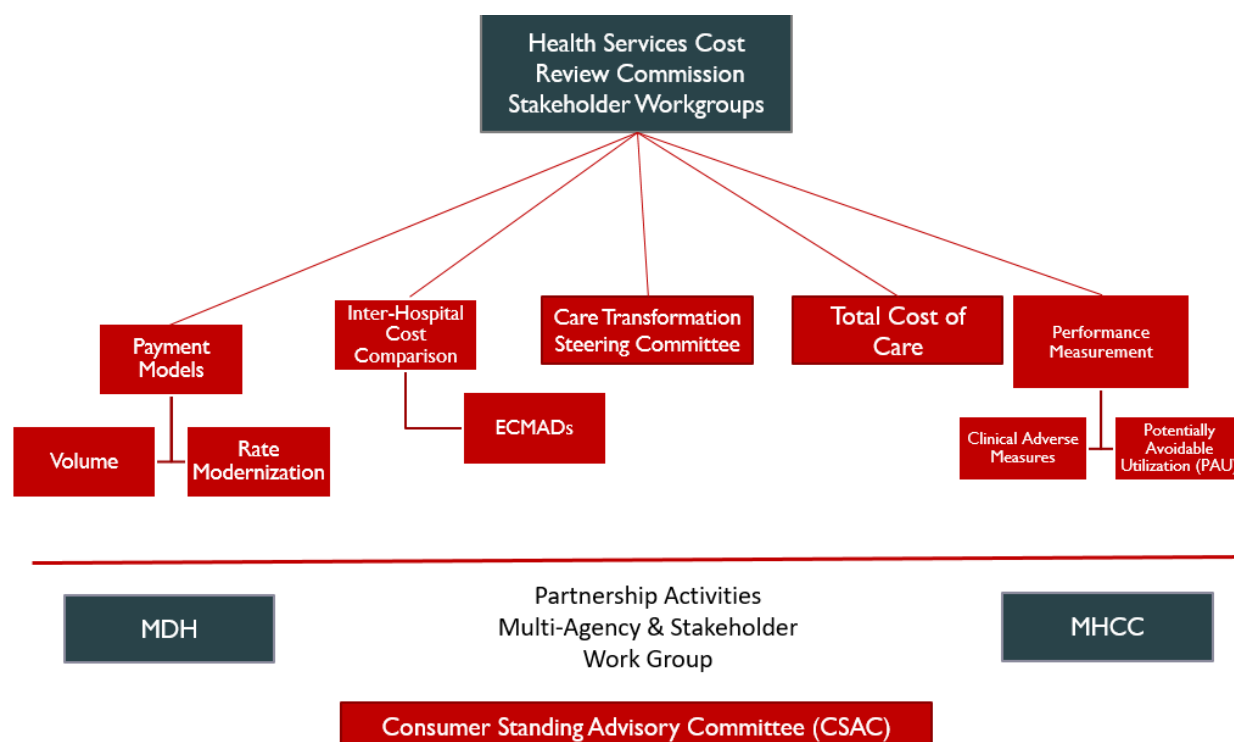 Health Services Cost
Review Commission
Stakeholder Workgroups
Payment
Models
Inter-Hospital
Cost
Comparison
Care Transformation
Steering Committee
Total Cost of
Care
Performance
Measurement
Volume
Rate
Modernization
ECMADs
Clinical Adverse
Measures
Potentially
Avoidable
Utilization (PAU)
MDH
Partnership Activities
Multi-Agency & Stakeholder
Work Group
MHCC
Consumer Standing Advisory Committee (CSAC)